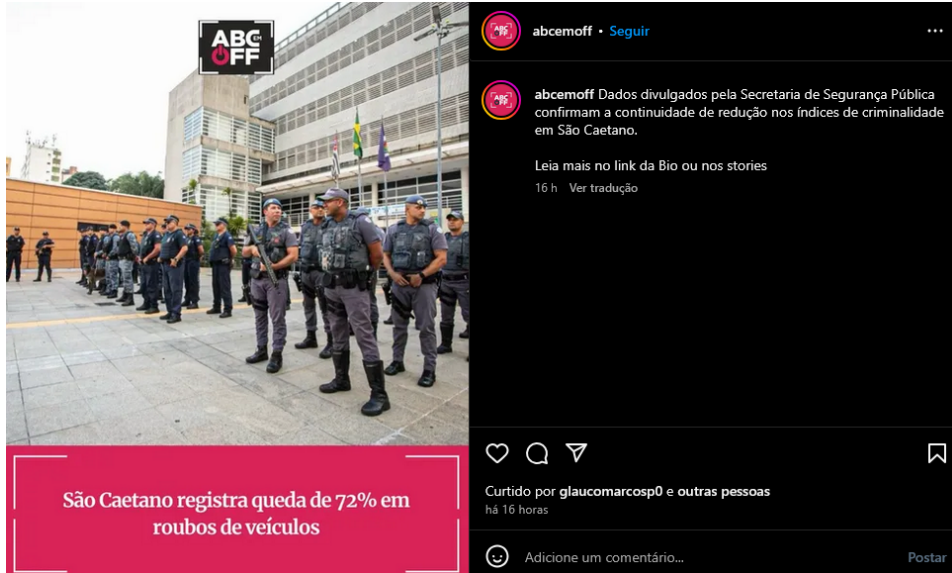 ABC EM
OFF
São Caetano registra queda de 72% em
roubos de veículos
abcemoff • Seguir
abcemoff Dados divulgados pela Secretaria de Segurança Pública
confirmam a continuidade de redução nos índices de criminalidade
em São Caetano.
Leia mais no link da Bio ou nos stories
16 h Ver tradução
Curtido por glaucomarcosp0 e outras pessoas
há 16 horas
Adicione um comentário...
Postar